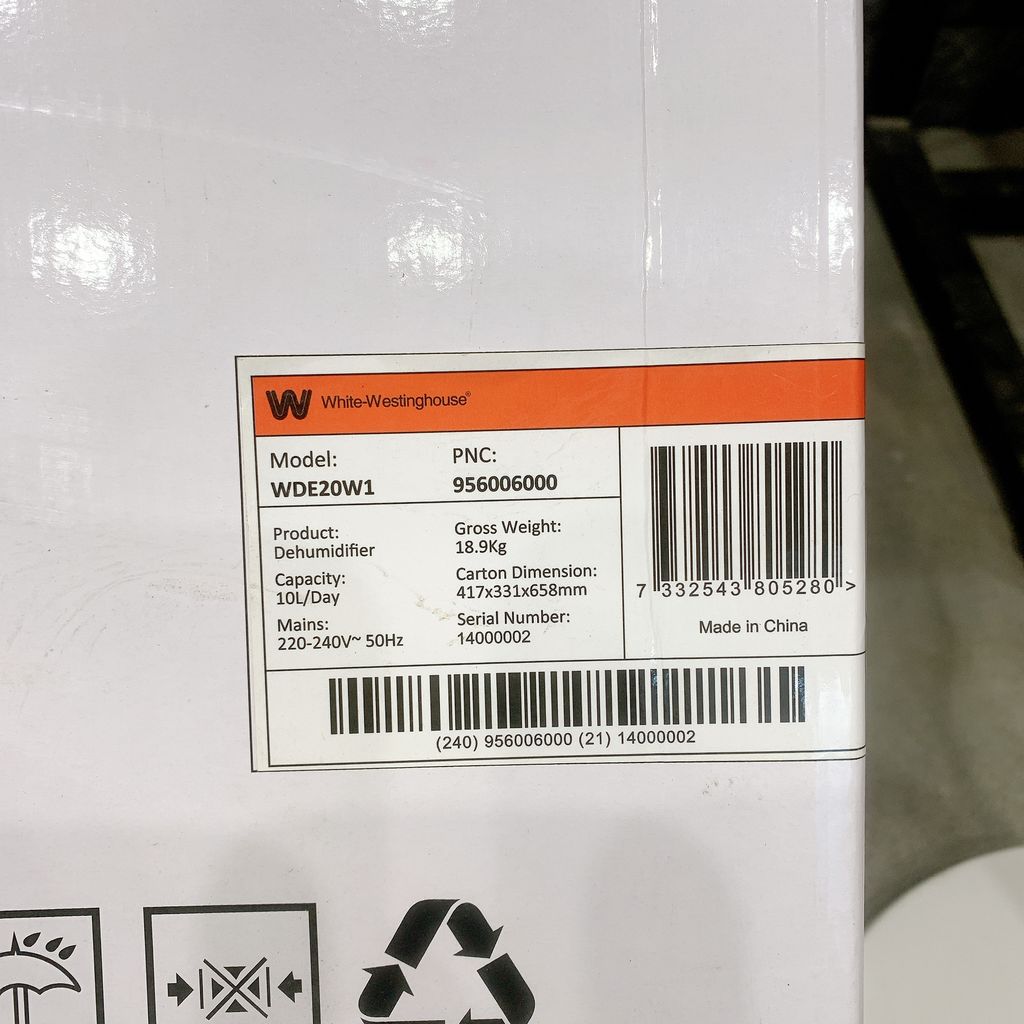 White-Westinghouse®
Model:
WDE20W1
PNC:
956006000
Product:
Dehumidifier
Capacity:
10L/Day
Mains:
220-240V~ 50Hz
Gross Weight:
18.9Kg
Carton Dimension:
417x331x658mm
Serial Number:
14000002
7 332543 805280 >
Made in China
(240) 956006000 (21) 14000002